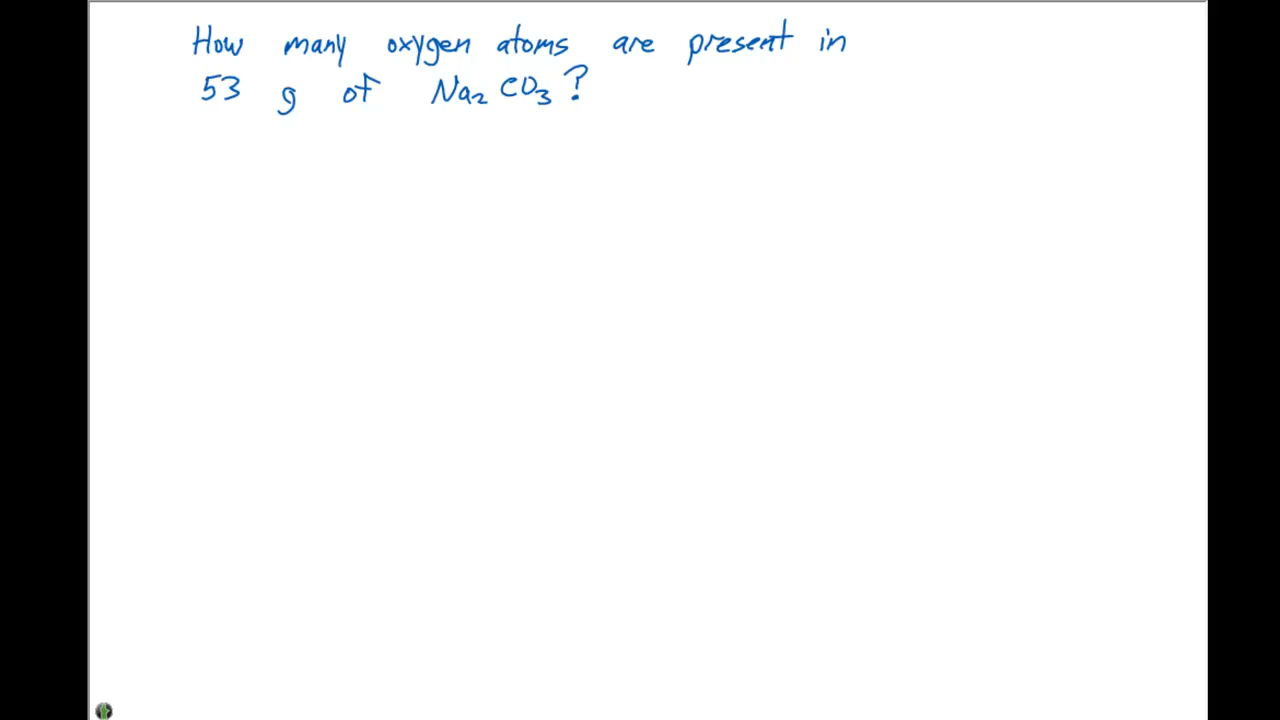 How many oxygen atoms are present in
53 g of Na₂CO₃?